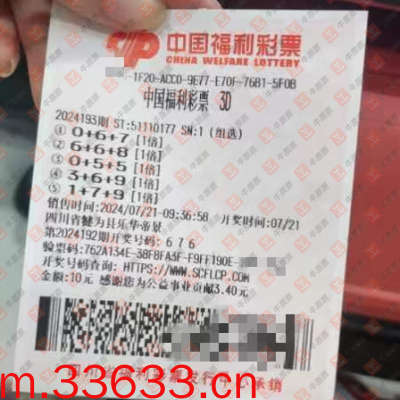 中国福利彩票
CHINA WELFARE LOTTERY
1F20-ACC0-9E77-E70F-76B1-5F0B
中国福利彩票 3D
2024193期 ST:51110177 SN:1 (组选)
① 0+6+7 [1倍]
② 6+6+8 [1倍]
③ 0+5+5 [1倍]
④ 3+6+9 [1倍]
⑤ 1+7+9 [1倍]
销售时间:2024/07/21-09:36:58 开奖时间:07/21
四川省犍为县乐华帝景
第2024192期开奖号码: 6 7 6
验票码:762A134E-38F8FA5F-F9FF190E-
开奖号码查询: HTTPS://WWW.SCFLCP.COM
金额:10元 感谢您为公益事业贡献3.40元
m.33633.cn